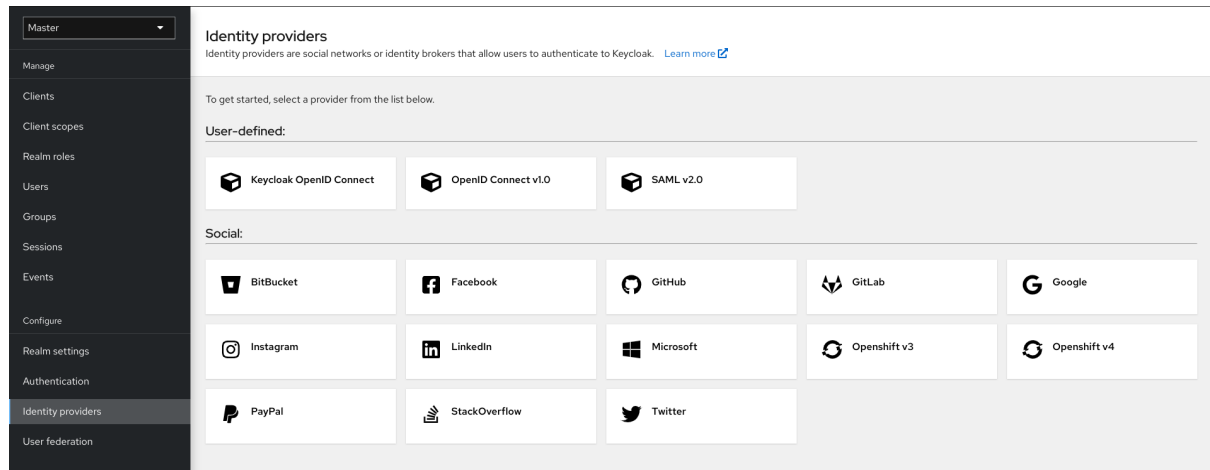 Master
Manage
Clients
Client scopes
Realm roles
Users
Groups
Sessions
Events
Configure
Realm settings
Authentication
Identity providers
User federation
Identity providers
Identity providers are social networks or identity brokers that allow users to authenticate to Keycloak. Learn more
To get started, select a provider from the list below.
User-defined:
Keycloak OpenID Connect
OpenID Connect v1.0
SAML v2.0
Social:
BitBucket
Facebook
GitHub
GitLab
Google
Instagram
LinkedIn
Microsoft
Openshift v3
Openshift v4
PayPal
StackOverflow
Twitter